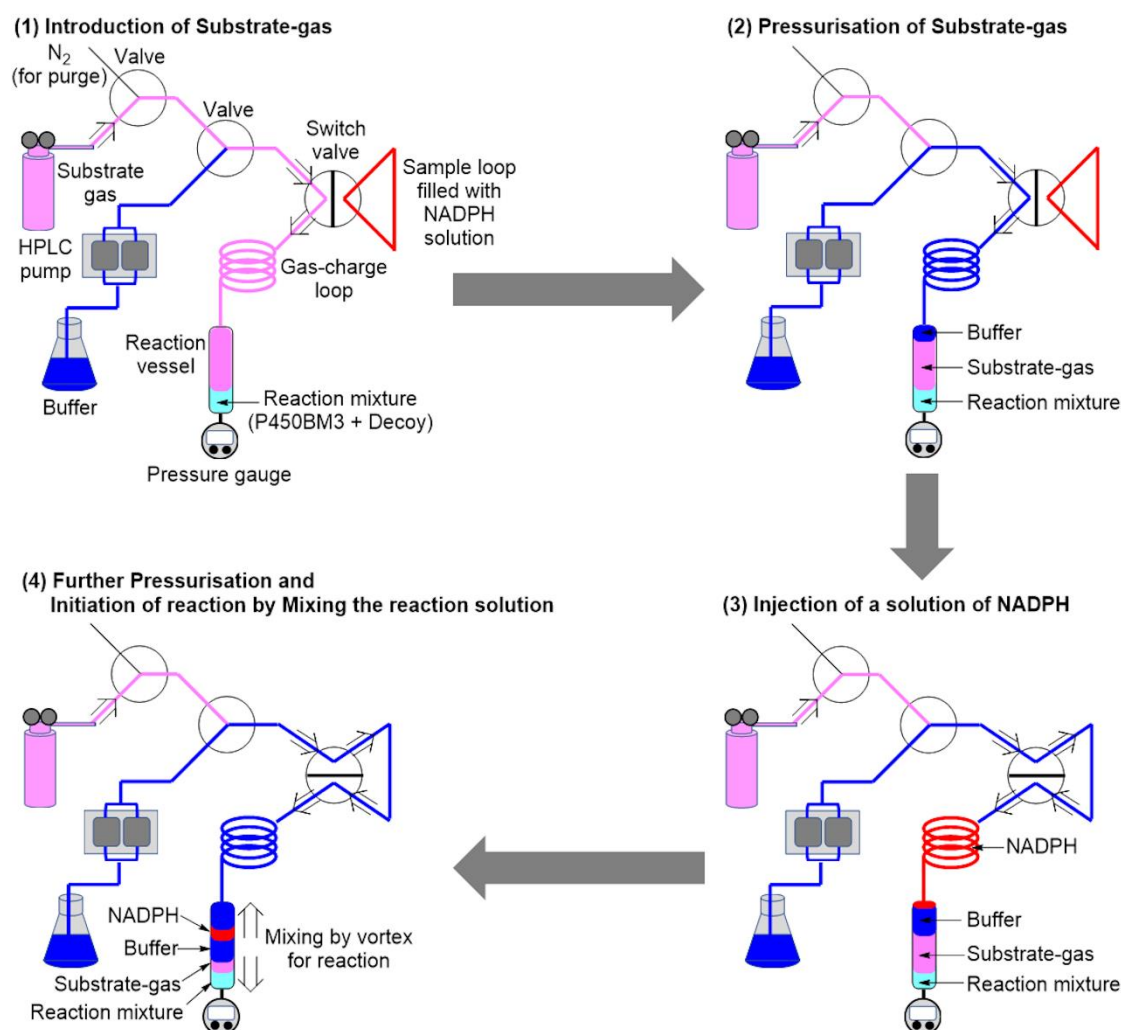 (1) Introduction of Substrate-gas
N2
(for purge)
Valve
Valve
Switch
valve
Sample loop
filled with
NADPH
solution
Substrate
gas
HPLC
pump
Gas-charge
loop
Reaction
vessel
Buffer
Reaction mixture
(P450BM3 + Decoy)
Pressure gauge
(2) Pressurisation of Substrate-gas
Buffer
Substrate-gas
Reaction mixture
(3) Injection of a solution of NADPH
NADPH
Buffer
Substrate-gas
Reaction mixture
(4) Further Pressurisation and
Initiation of reaction by Mixing the reaction solution
NADPH
Buffer
Substrate-gas
Reaction mixture
Mixing by vortex
for reaction